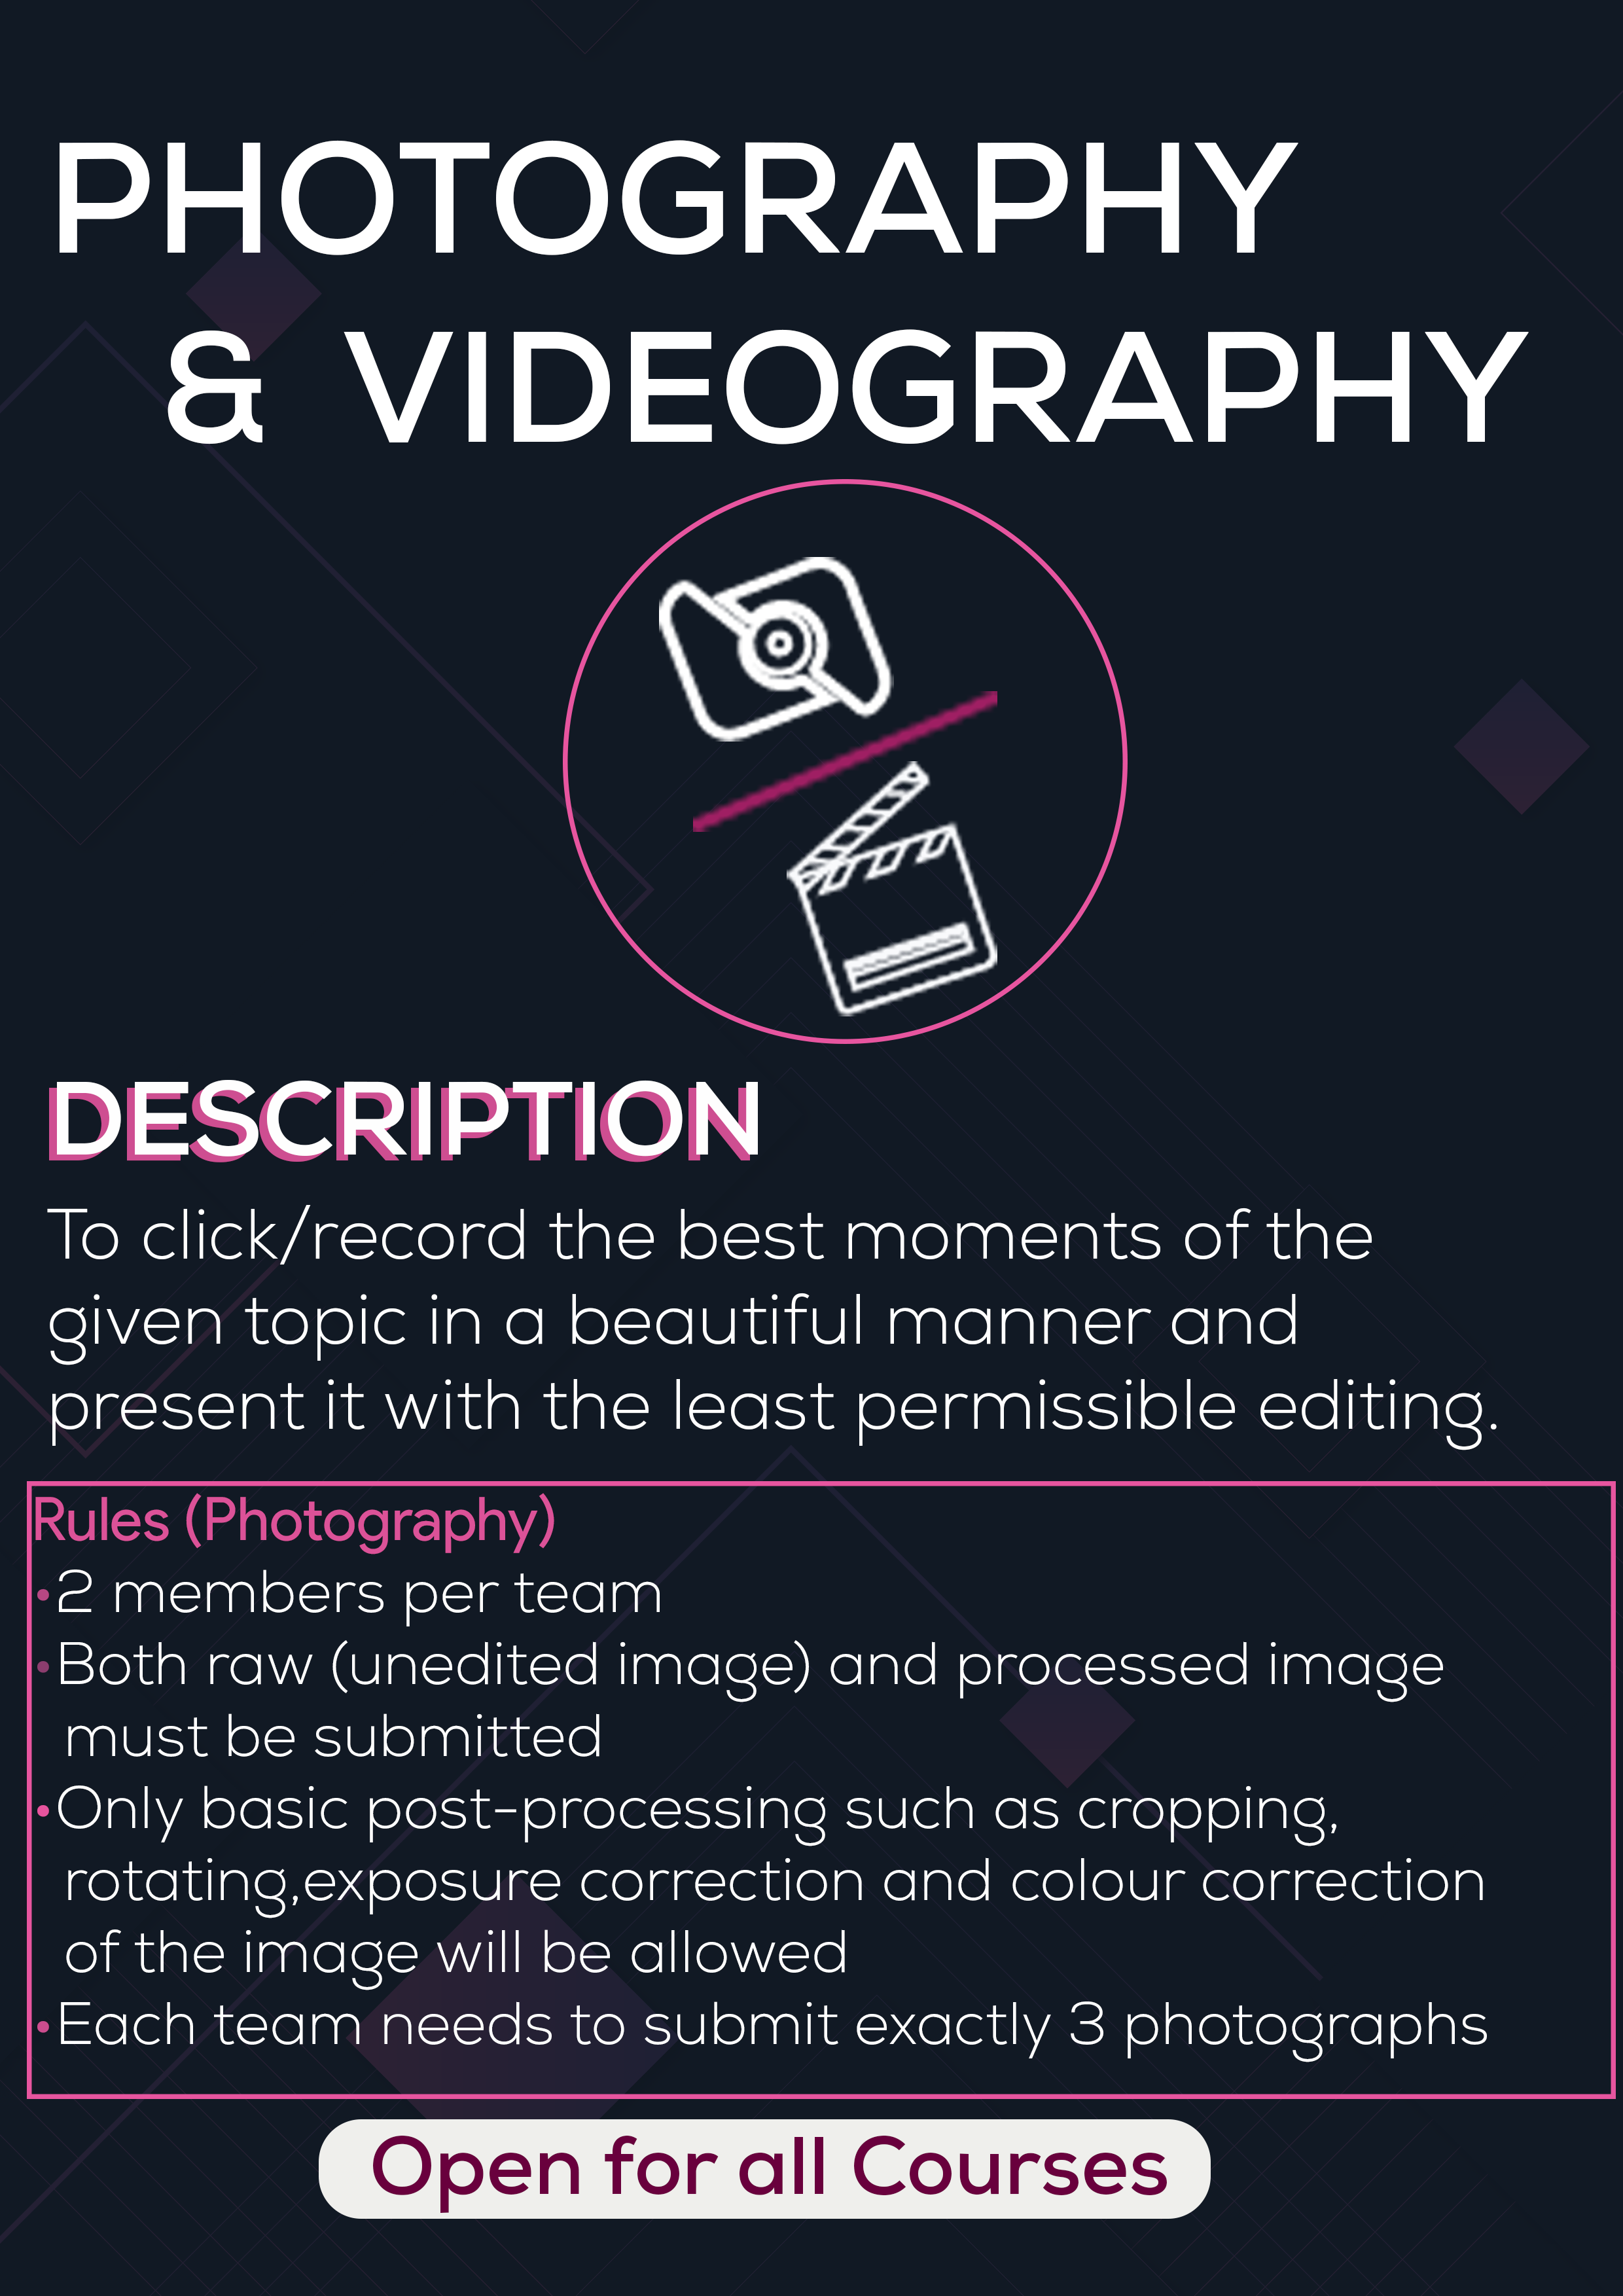 PHOTOGRAPHY
& VIDEOGRAPHY
DESCRIPTION
To click/record the best moments of the
given topic in a beautiful manner and
present it with the least permissible editing.
Rules (Photography)
•2 members per team
•Both raw (unedited image) and processed image
must be submitted
•Only basic post-processing such as cropping,
rotating,exposure correction and colour correction
of the image will be allowed
•Each team needs to submit exactly 3 photographs
Open for all Courses